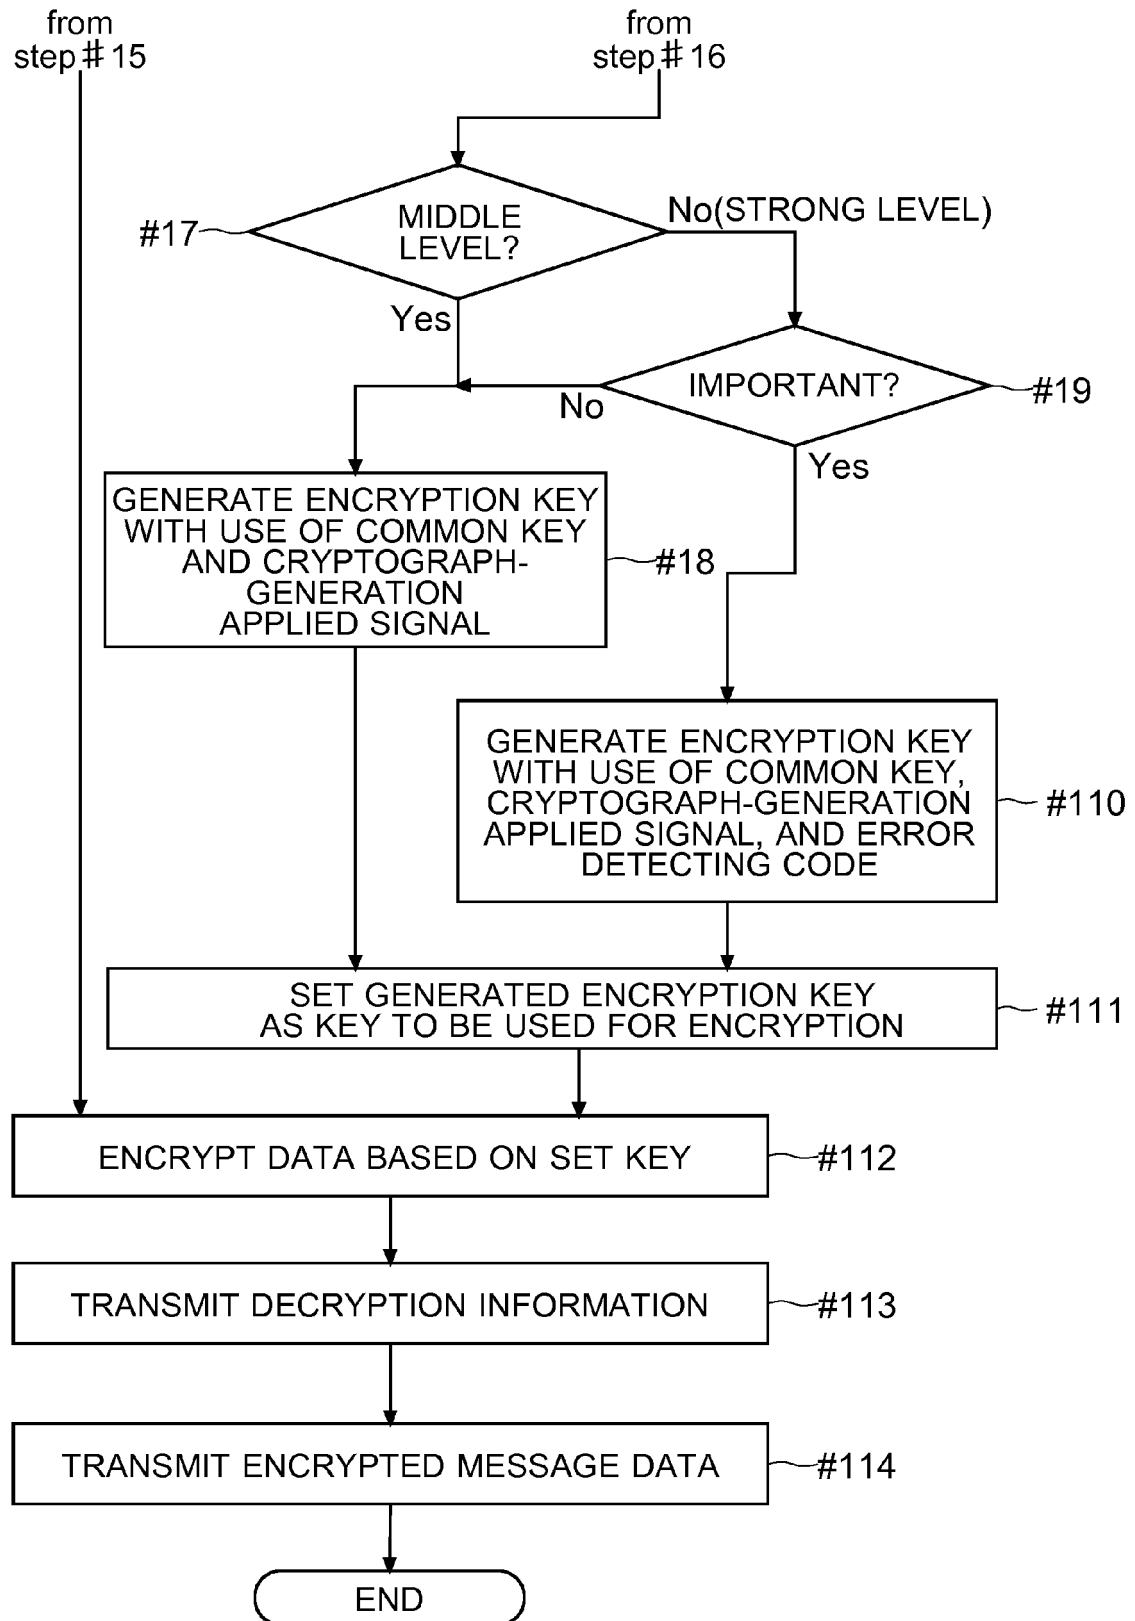 from
step#15
from
step#16
#17
MIDDLE
LEVEL?
No(STRONG LEVEL)
Yes
IMPORTANT?
#19
No
Yes
GENERATE ENCRYPTION KEY
WITH USE OF COMMON KEY
AND CRYPTOGRAPH-
GENERATION
APPLIED SIGNAL
#18
GENERATE ENCRYPTION KEY
WITH USE OF COMMON KEY,
CRYPTOGRAPH-GENERATION
APPLIED SIGNAL, AND ERROR
DETECTING CODE
#110
SET GENERATED ENCRYPTION KEY
AS KEY TO BE USED FOR ENCRYPTION
#111
ENCRYPT DATA BASED ON SET KEY
#112
TRANSMIT DECRYPTION INFORMATION
#113
TRANSMIT ENCRYPTED MESSAGE DATA
#114
END